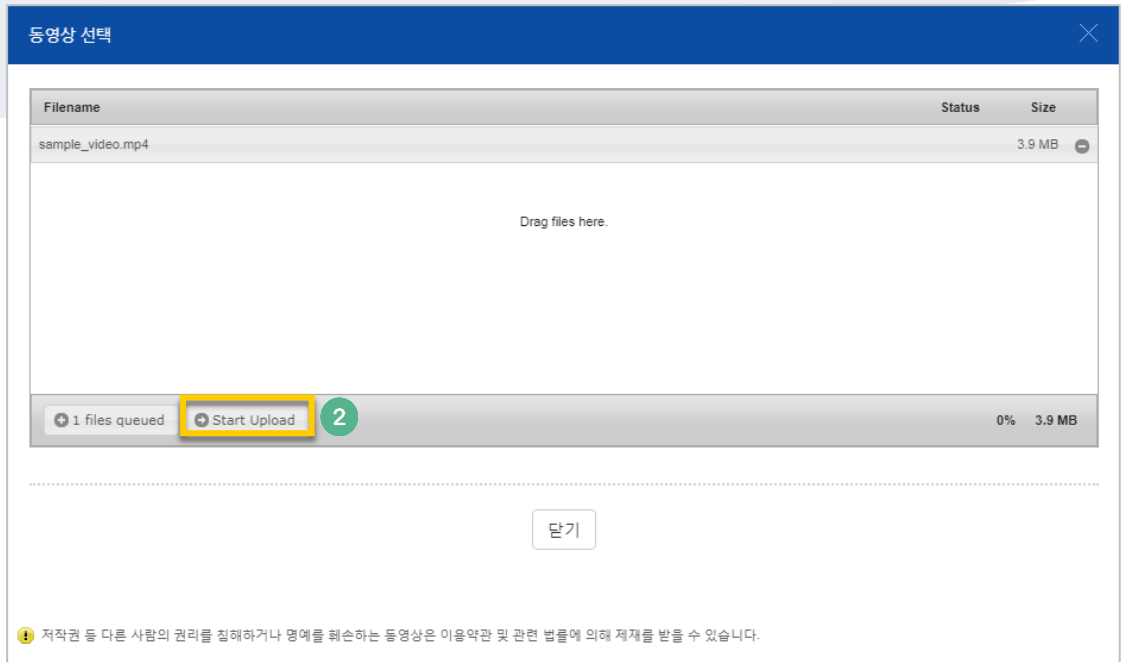 동영상 선택
Filename Status Size
sample_video.mp4 3.9 MB
Drag files here.
1 files queued Start Upload 2 0% 3.9 MB
닫기
저작권 등 다른 사람의 권리를 침해하거나 명예를 훼손하는 동영상은 이용약관 및 관련 법률에 의해 제재를 받을 수 있습니다.